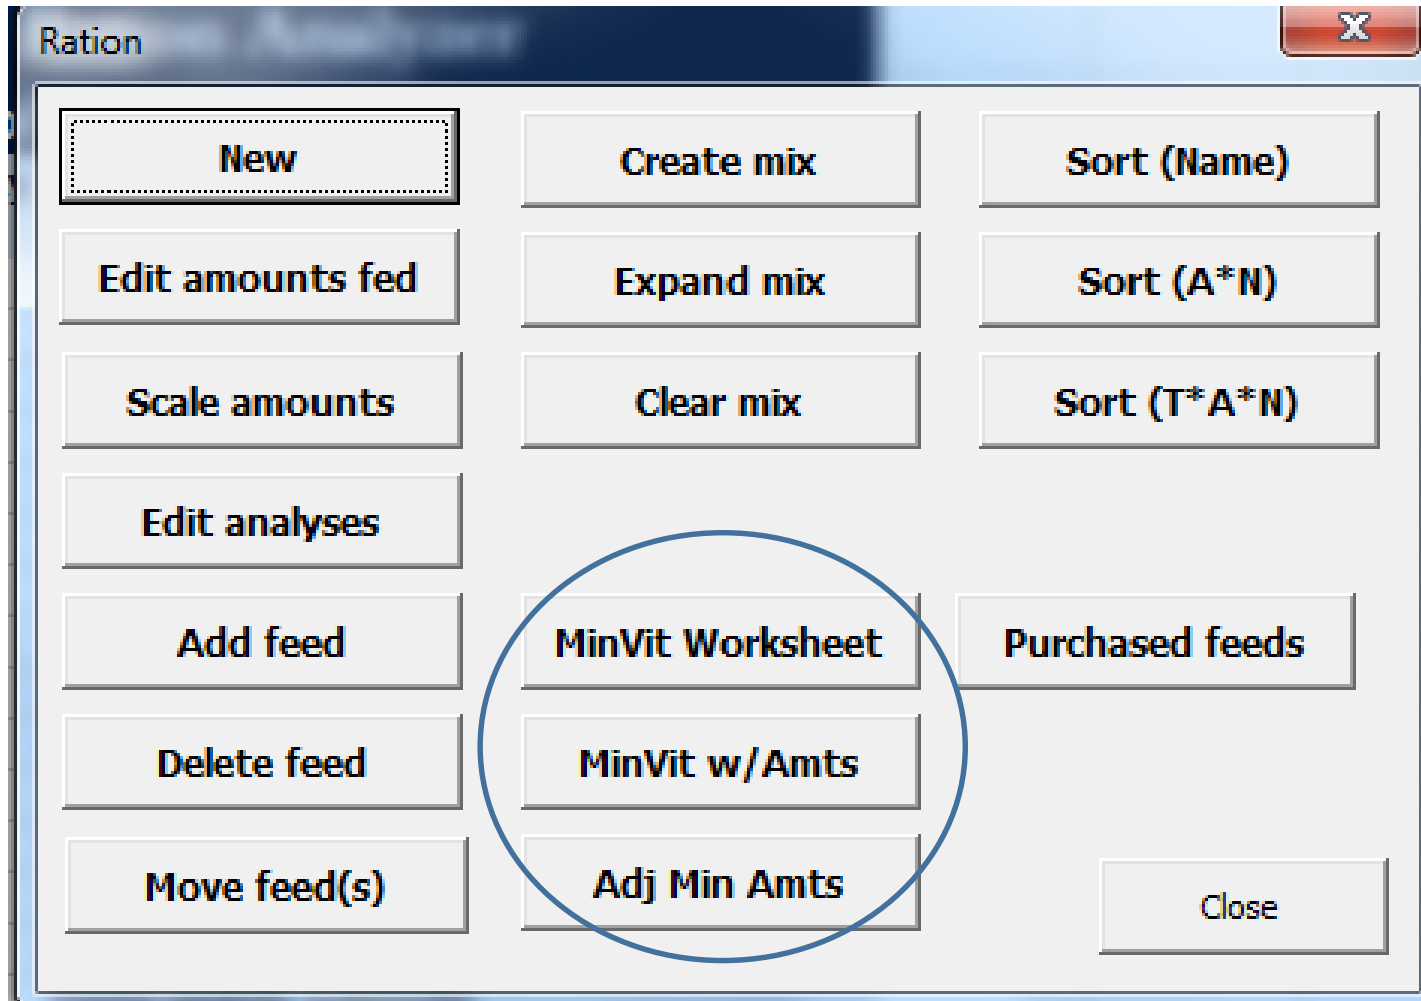 Ration
New
Create mix
Sort (Name)
Edit amounts fed
Expand mix
Sort (A*N)
Scale amounts
Clear mix
Sort (T*A*N)
Edit analyses
Add feed
MinVit Worksheet
Purchased feeds
Delete feed
MinVit w/Amts
Move feed(s)
Adj Min Amts
Close